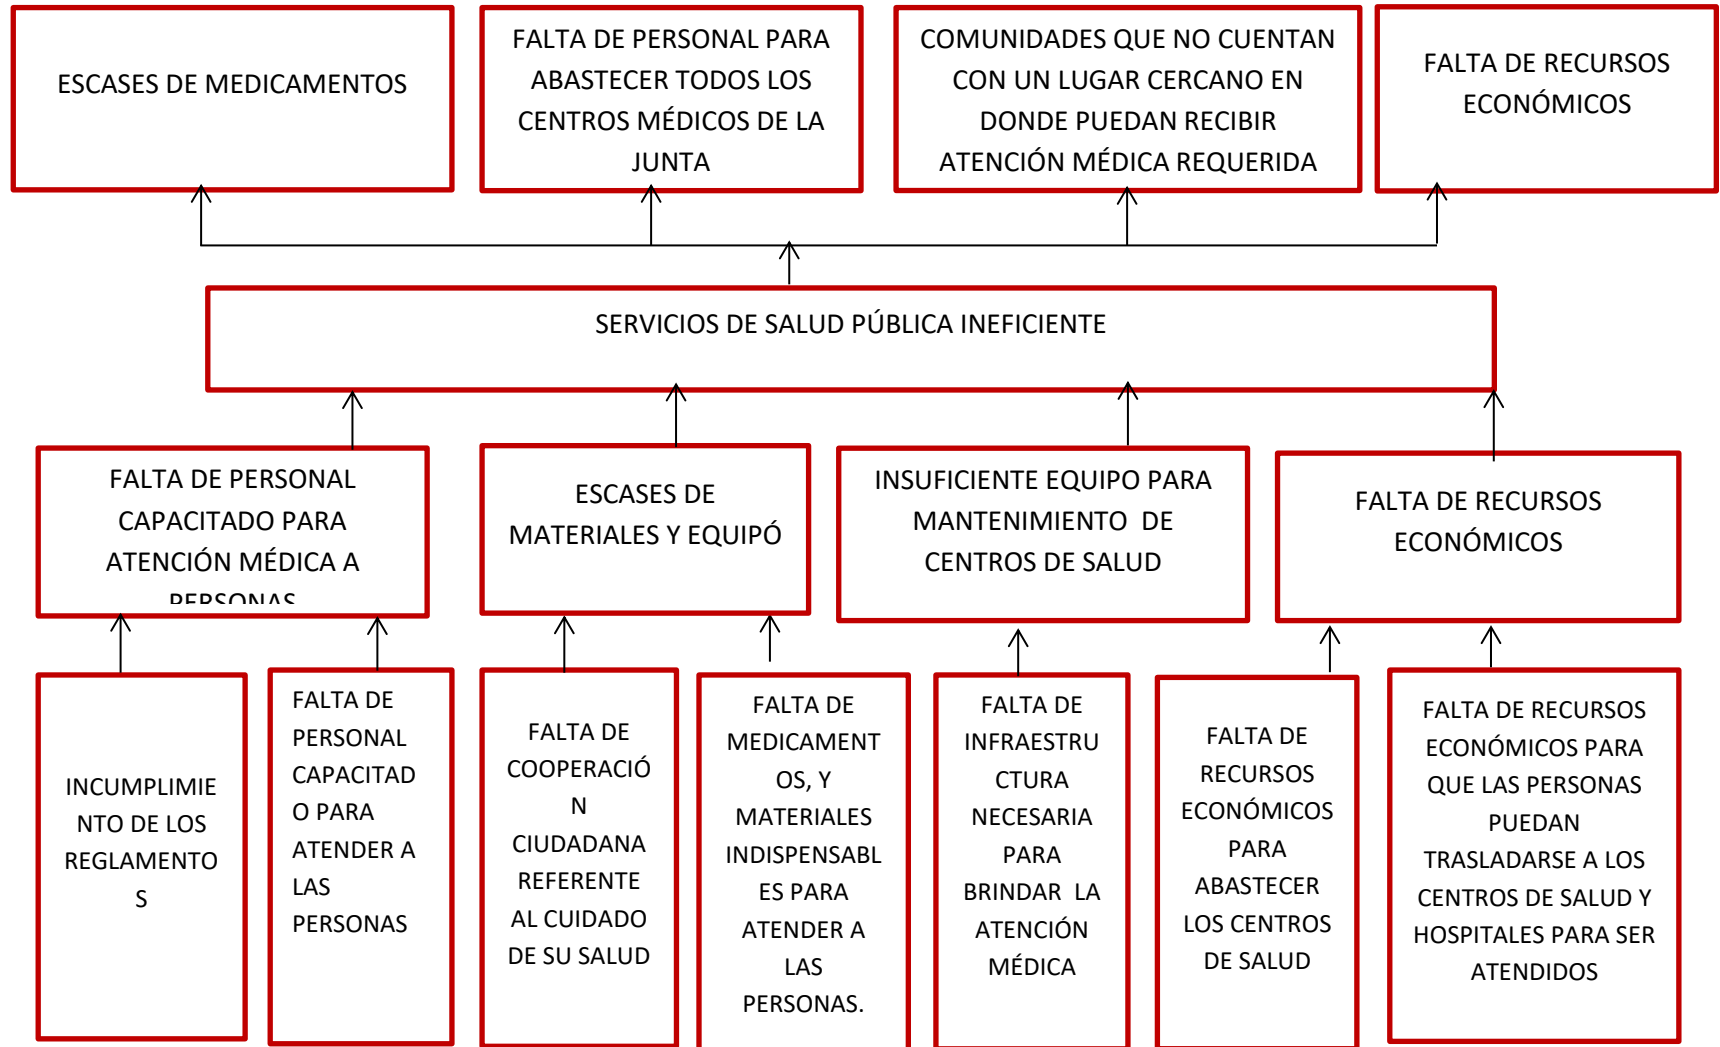 ESCASES DE MEDICAMENTOS
FALTA DE PERSONAL PARA
ABASTECER TODOS LOS
CENTROS MÉDICOS DE LA
JUNTA
COMUNIDADES QUE NO CUENTAN
CON UN LUGAR CERCANO EN
DONDE PUEDAN RECIBIR
ATENCIÓN MÉDICA REQUERIDA
FALTA DE RECURSOS
ECONÓMICOS
SERVICIOS DE SALUD PÚBLICA INEFICIENTE
FALTA DE PERSONAL
CAPACITADO PARA
ATENCIÓN MÉDICA A
PERSONAS
ESCASES DE
MATERIALES Y EQUIPÓ
INSUFICIENTE EQUIPO PARA
MANTENIMIENTO DE
CENTROS DE SALUD
FALTA DE RECURSOS
ECONÓMICOS
INCUMPLIMIE
NTO DE LOS
REGLAMENTO
S
FALTA DE
PERSONAL
CAPACITAD
O PARA
ATENDER A
LAS
PERSONAS
FALTA DE
COOPERACIÓ
N
CIUDADANA
REFERENTE
AL CUIDADO
DE SU SALUD
FALTA DE
MEDICAMENT
OS, Y
MATERIALES
INDISPENSABL
ES PARA
ATENDER A
LAS
PERSONAS.
FALTA DE
INFRAESTRU
CTURA
NECESARIA
PARA
BRINDAR LA
ATENCIÓN
MÉDICA
FALTA DE
RECURSOS
ECONÓMICOS
PARA
ABASTECER
LOS CENTROS
DE SALUD
FALTA DE RECURSOS
ECONÓMICOS PARA
QUE LAS PERSONAS
PUEDAN
TRASLADARSE A LOS
CENTROS DE SALUD Y
HOSPITALES PARA SER
ATENDIDOS